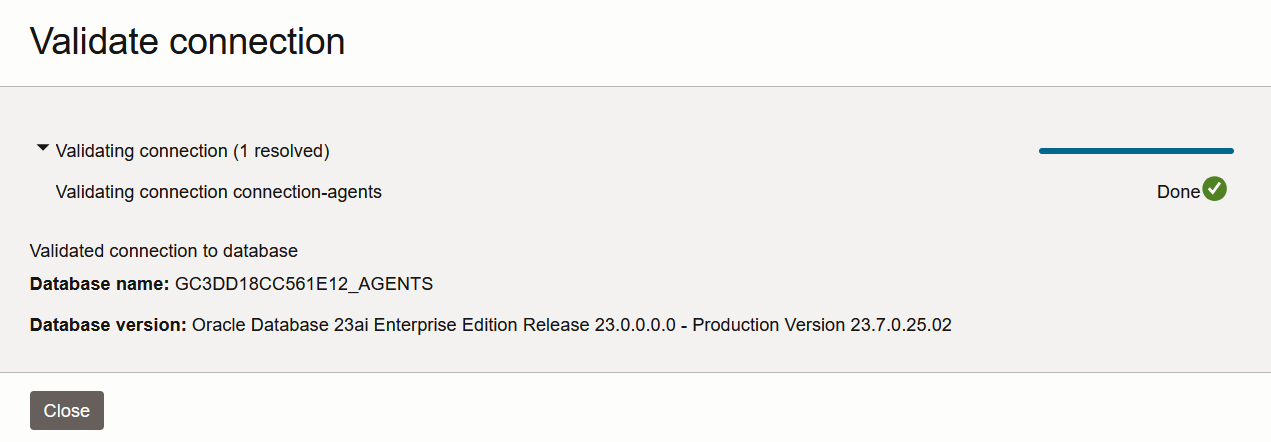 Validate connection
Validating connection (1 resolved)
Validating connection connection-agents
Done
Validated connection to database
Database name: GC3DD18CC561E12_AGENTS
Database version: Oracle Database 23ai Enterprise Edition Release 23.0.0.0.0 - Production Version 23.7.0.25.02
Close